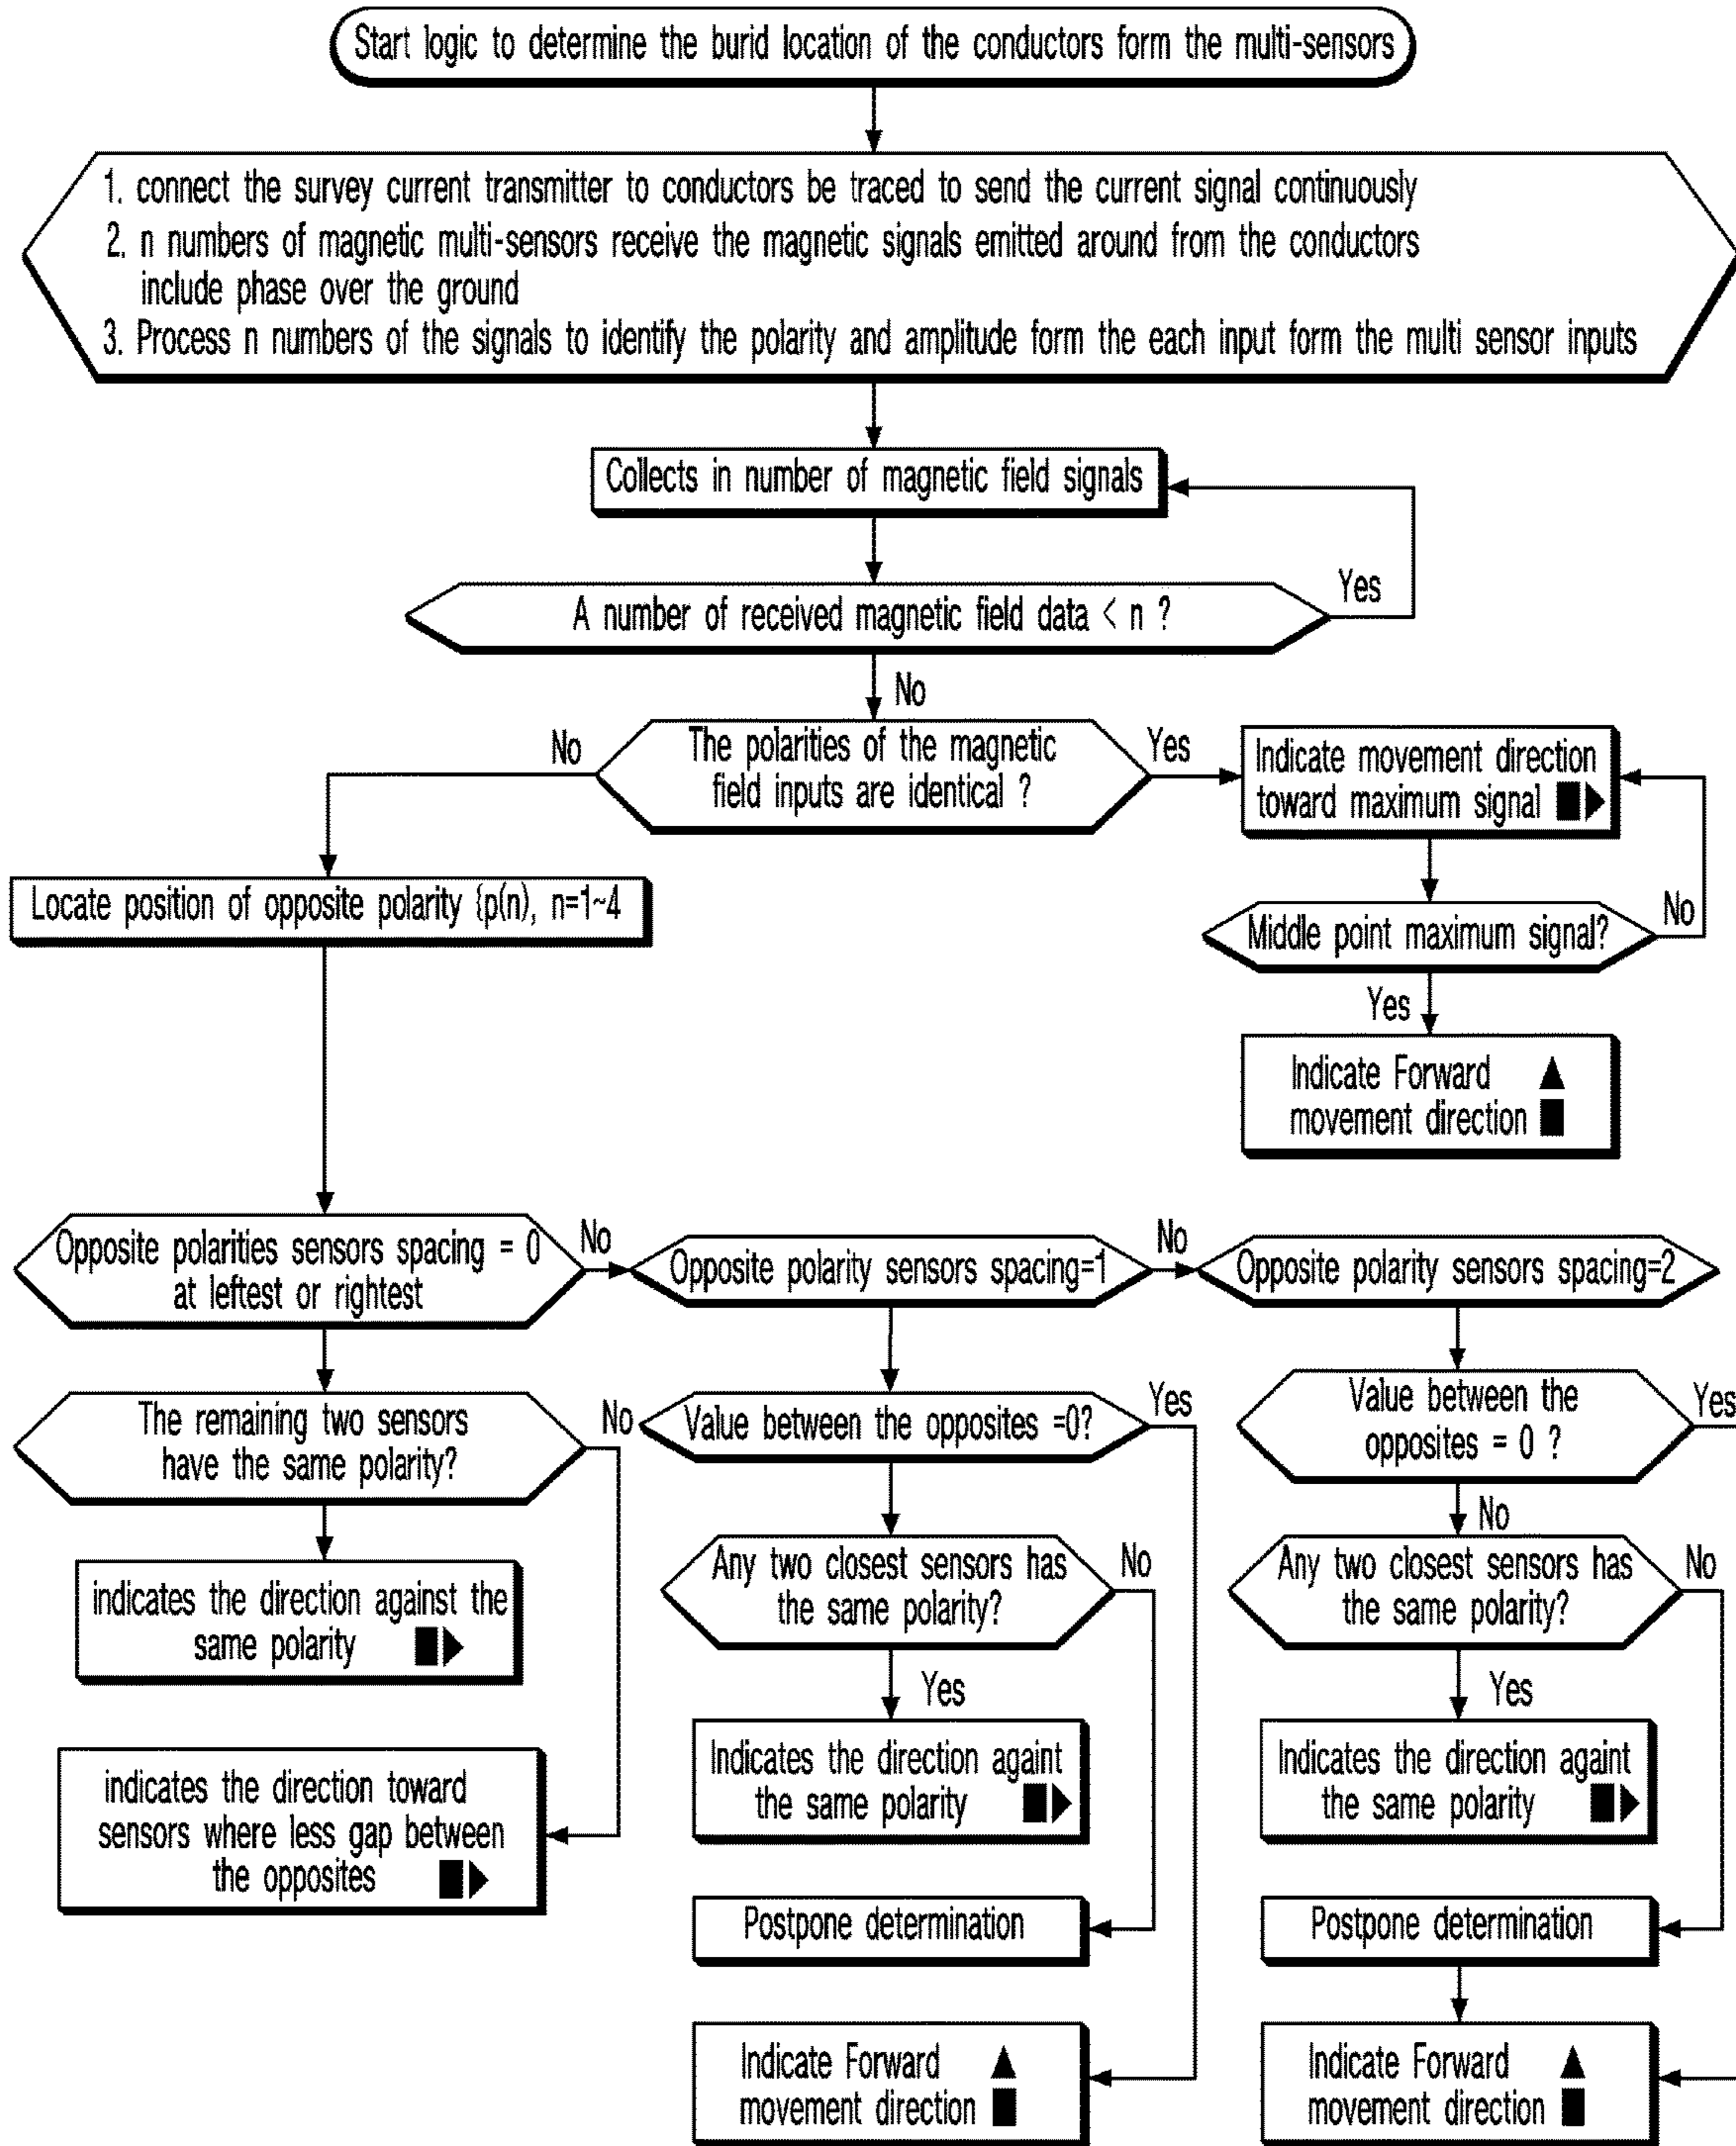 Start logic to determine the burid location of the conductors form the multi-sensors
1. connect the survey current transmitter to conductors be traced to send the current signal continuously
2. n numbers of magnetic multi-sensors receive the magnetic signals emitted around from the conductors
include phase over the ground
3. Process n numbers of the signals to identify the polarity and amplitude form the each input form the multi sensor inputs
Collects in number of magnetic field signals
A number of received magnetic field data < n ?
Yes
No
The polarities of the magnetic
field inputs are identical ?
No
Yes
Indicate movement direction
toward maximum signal
Locate position of opposite polarity {p(n), n=1~4
Middle point maximum signal?
No
Yes
Indicate Forward
movement direction
Opposite polarities sensors spacing = 0
at leftest or rightest
No
Opposite polarity sensors spacing=1
No
Opposite polarity sensors spacing=2
The remaining two sensors
have the same polarity?
No
Value between the opposites =0?
Yes
Value between the
opposites = 0 ?
Yes
No
indicates the direction against the
same polarity
Any two closest sensors has
the same polarity?
No
Yes
Any two closest sensors has
the same polarity?
No
Yes
indicates the direction toward
sensors where less gap between
the opposites
Indicates the direction againt
the same polarity
Indicates the direction againt
the same polarity
Postpone determination
Postpone determination
Indicate Forward
movement direction
Indicate Forward
movement direction